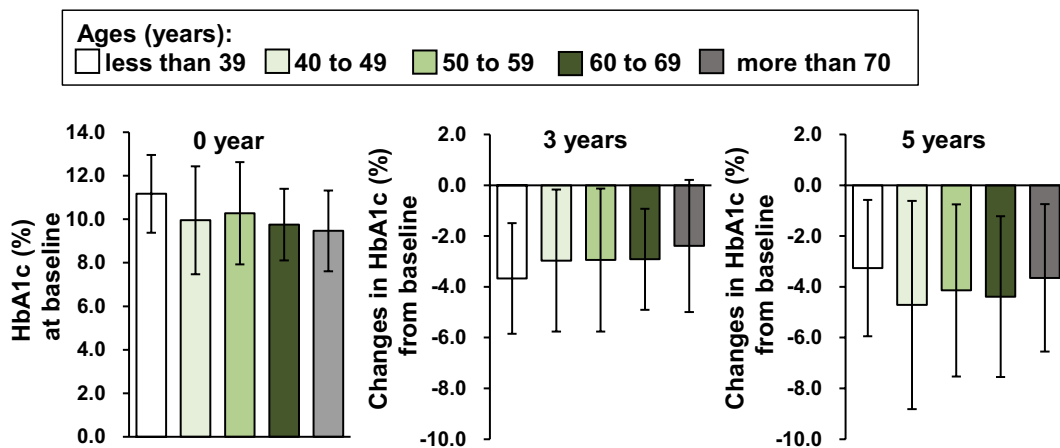 Ages (years):
less than 39 40 to 49 50 to 59 60 to 69 more than 70
0 year
HbA1c (%)
at baseline
14.0
12.0
10.0
8.0
6.0
4.0
2.0
0.0
3 years
Changes in HbA1c (%)
from baseline
2.0
0.0
-2.0
-4.0
-6.0
-8.0
-10.0
5 years
Changes in HbA1c (%)
from baseline
2.0
0.0
-2.0
-4.0
-6.0
-8.0
-10.0